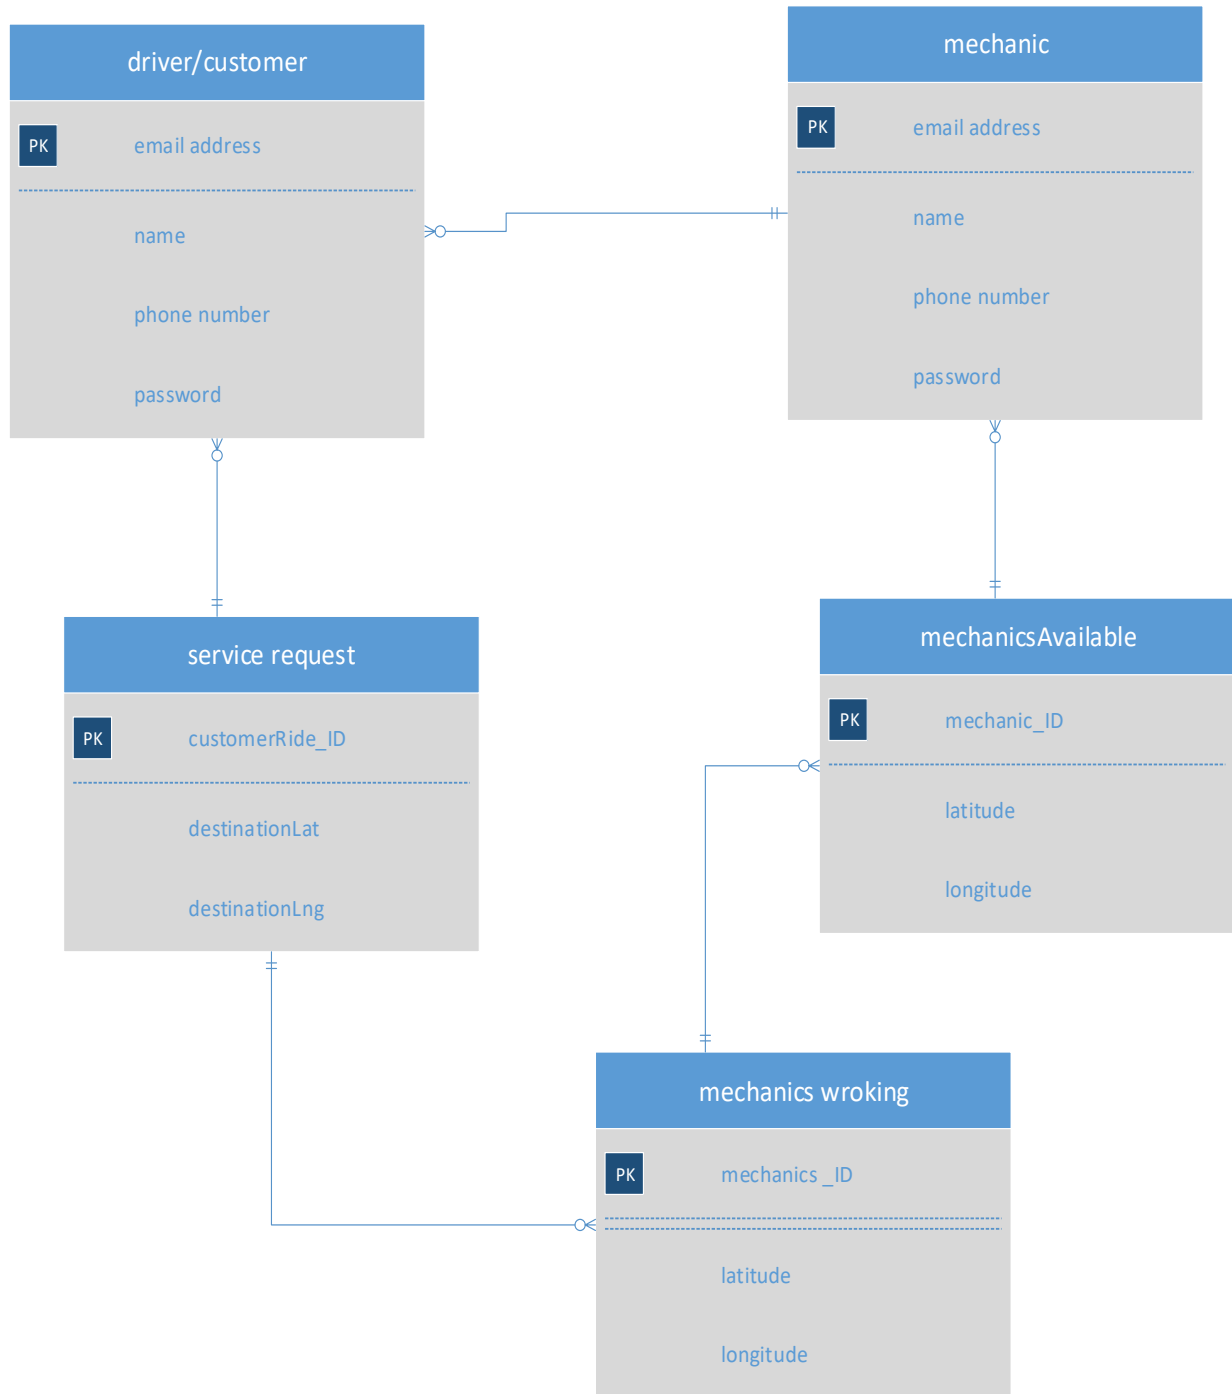 driver/customer
PK
email address
name
phone number
password
mechanic
PK
email address
name
phone number
password
service request
PK
customerRide_ID
destinationLat
destinationLng
mechanicsAvailable
PK
mechanic_ID
latitude
longitude
mechanics wroking
PK
mechanics _ID
latitude
longitude